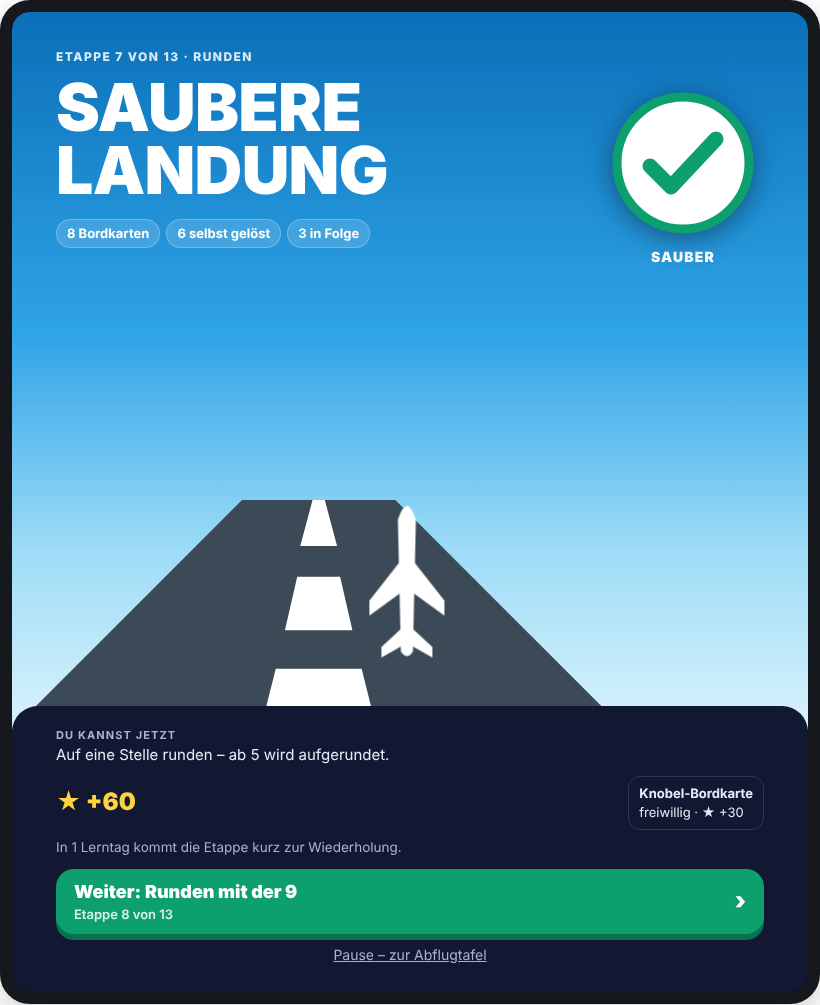 ETAPPE 7 VON 13 · RUNDEN
SAUBERE
LANDUNG
8 Bordkarten
6 selbst gelöst
3 in Folge
SAUBER
DU KANNST JETZT
Auf eine Stelle runden – ab 5 wird aufgerundet.
★ +60
Knobel-Bordkarte
freiwillig · ★ +30
In 1 Lerntag kommt die Etappe kurz zur Wiederholung.
Weiter: Runden mit der 9
Etappe 8 von 13
›
Pause – zur Abflugtafel